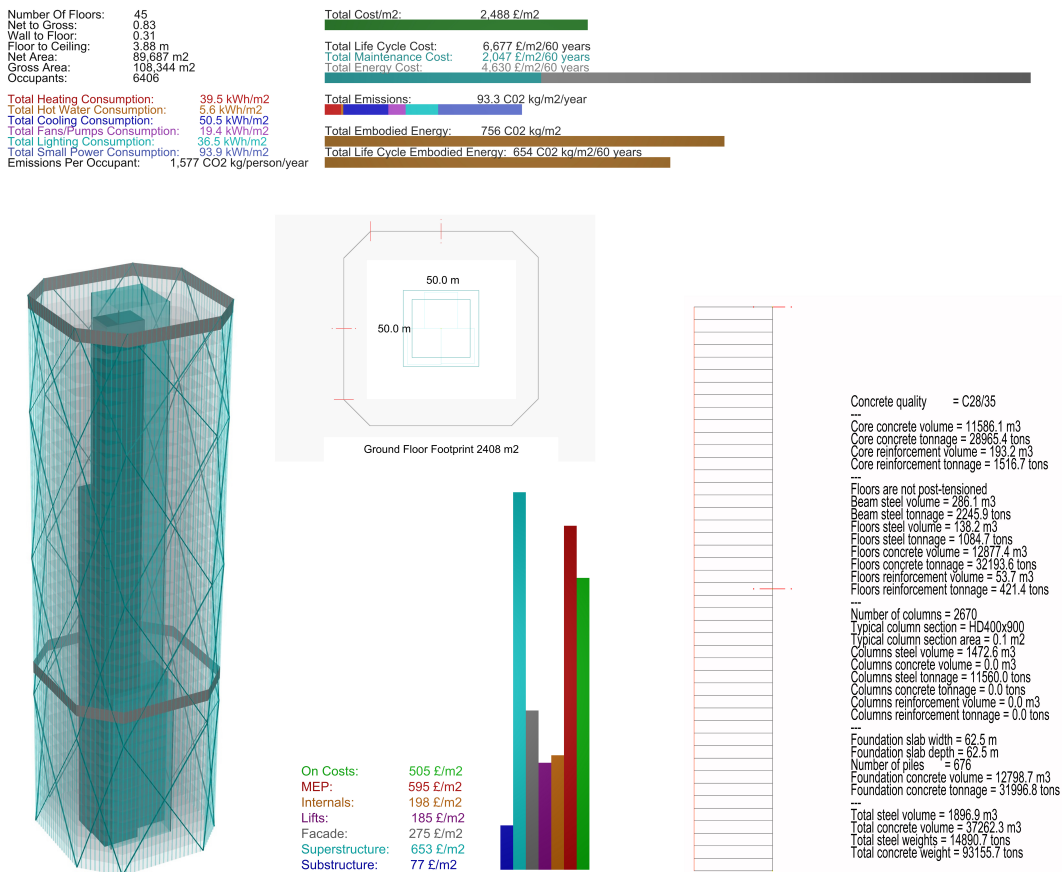 Number Of Floors: 45
Net to Gross: 0.83
Wall to Floor: 0.31
Floor to Ceiling: 3.88 m
Net Area: 89,687 m2
Gross Area: 108,344 m2
Occupants: 6406
Total Heating Consumption: 39.5 kWh/m2
Total Hot Water Consumption: 5.6 kWh/m2
Total Cooling Consumption: 50.5 kWh/m2
Total Fans/Pumps Consumption: 19.4 kWh/m2
Total Lighting Consumption: 36.5 kWh/m2
Total Small Power Consumption: 93.9 kWh/m2
Emissions Per Occupant: 1,577 CO2 kg/person/year
Total Cost/m2: 2,488 £/m2
Total Life Cycle Cost: 6,677 £/m2/60 years
Total Maintenance Cost: 2,047 £/m2/60 years
Total Energy Cost: 4,630 £/m2/60 years
Total Emissions: 93.3 C02 kg/m2/year
Total Embodied Energy: 756 C02 kg/m2
Total Life Cycle Embodied Energy: 654 C02 kg/m2/60 years
50.0 m
50.0 m
Ground Floor Footprint 2408 m2
On Costs: 505 £/m2
MEP: 595 £/m2
Internals: 198 £/m2
Lifts: 185 £/m2
Facade: 275 £/m2
Superstructure: 653 £/m2
Substructure: 77 £/m2
Concrete quality = C28/35
---
Core concrete volume = 11586.1 m3
Core concrete tonnage = 28965.4 tons
Core reinforcement volume = 193.2 m3
Core reinforcement tonnage = 1516.7 tons
---
Floors are not post-tensioned
Beam steel volume = 286.1 m3
Beam steel tonnage = 2245.9 tons
Floors steel volume = 138.2 m3
Floors steel tonnage = 1084.7 tons
Floors concrete volume = 12877.4 m3
Floors concrete tonnage = 32193.6 tons
Floors reinforcement volume = 53.7 m3
Floors reinforcement tonnage = 421.4 tons
---
Number of columns = 2670
Typical column section = HD400x900
Typical column section area = 0.1 m2
Columns steel volume = 1472.6 m3
Columns concrete volume = 0.0 m3
Columns steel tonnage = 11560.0 tons
Columns concrete tonnage = 0.0 tons
Columns reinforcement volume = 0.0 m3
Columns reinforcement tonnage = 0.0 tons
---
Foundation slab width = 62.5 m
Foundation slab depth = 62.5 m
Number of piles = 676
Foundation concrete volume = 12798.7 m3
Foundation concrete tonnage = 31996.8 tons
---
Total steel volume = 1896.9 m3
Total concrete volume = 37262.3 m3
Total steel weights = 14890.7 tons
Total concrete weight = 93155.7 tons